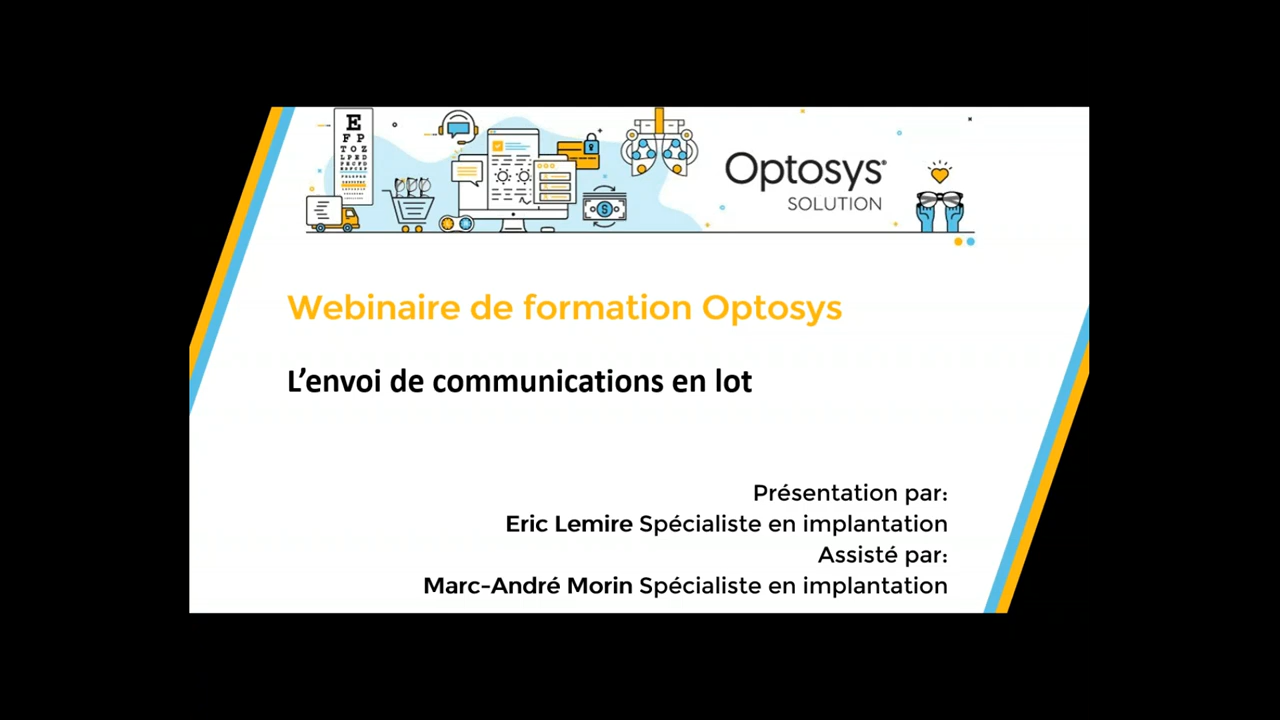 E
F P
T O Z
L P E D
P E C F D
Optosys®
SOLUTION
Webinaire de formation Optosys
L'envoi de communications en lot
Présentation par:
Eric Lemire Spécialiste en implantation
Assisté par:
Marc-André Morin Spécialiste en implantation